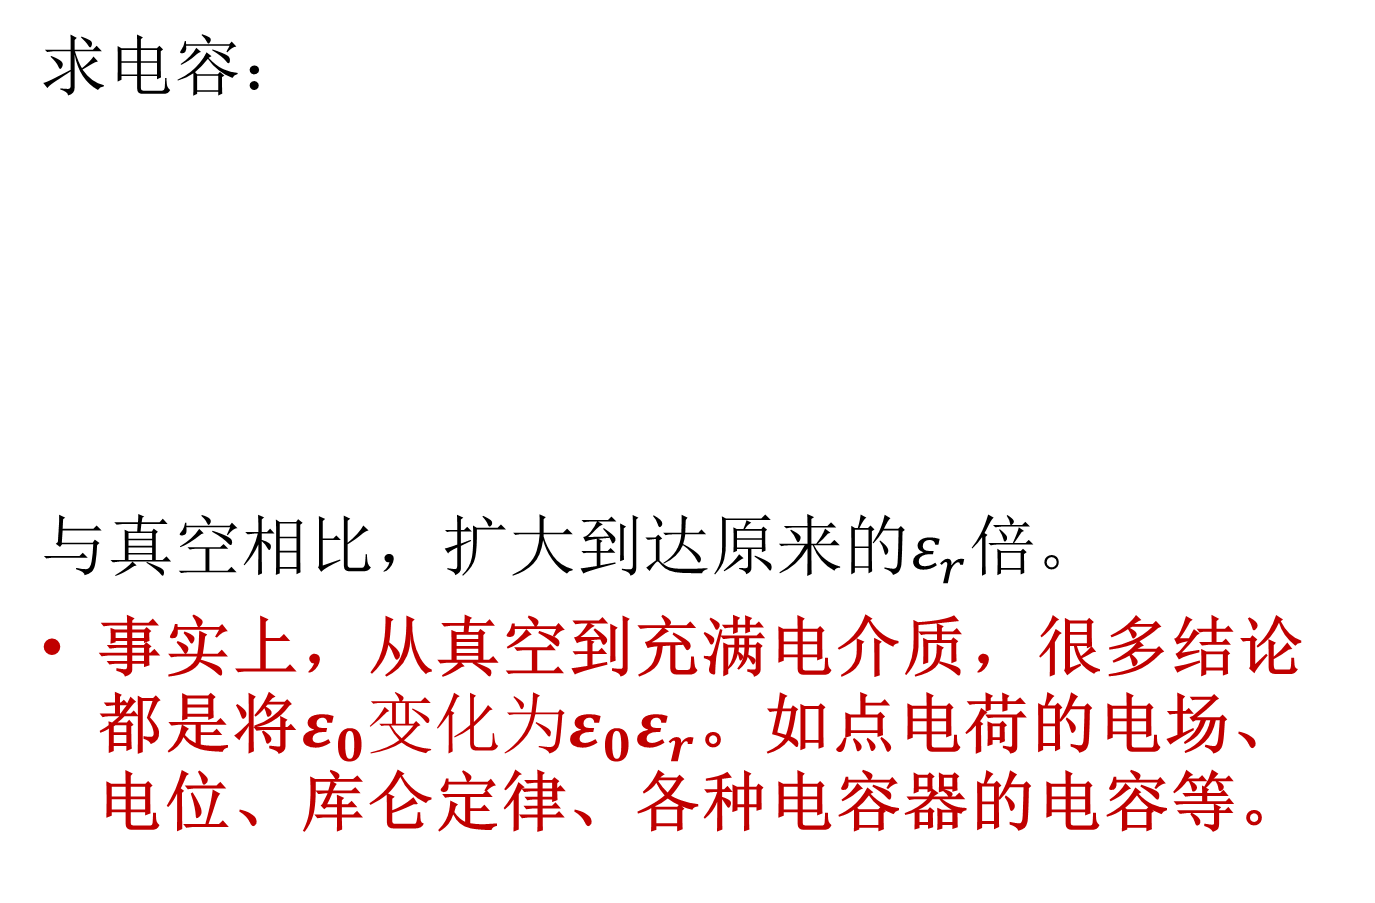 求电容：
与真空相比，扩大到达原来的εᵣ倍。
• 事实上，从真空到充满电介质，很多结论
都是将ε₀变化为ε₀εᵣ。如点电荷的电场、
电位、库仑定律、各种电容器的电容等。